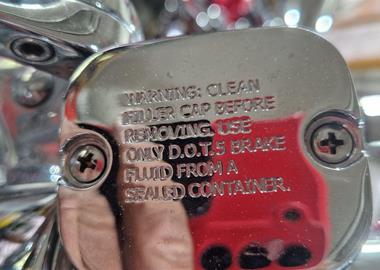 WARNING: CLEAN
FILLER CAP BEFORE
REMOVING. USE
ONLY D.O.T.5 BRAKE
FLUID FROM A
SEALED CONTAINER.